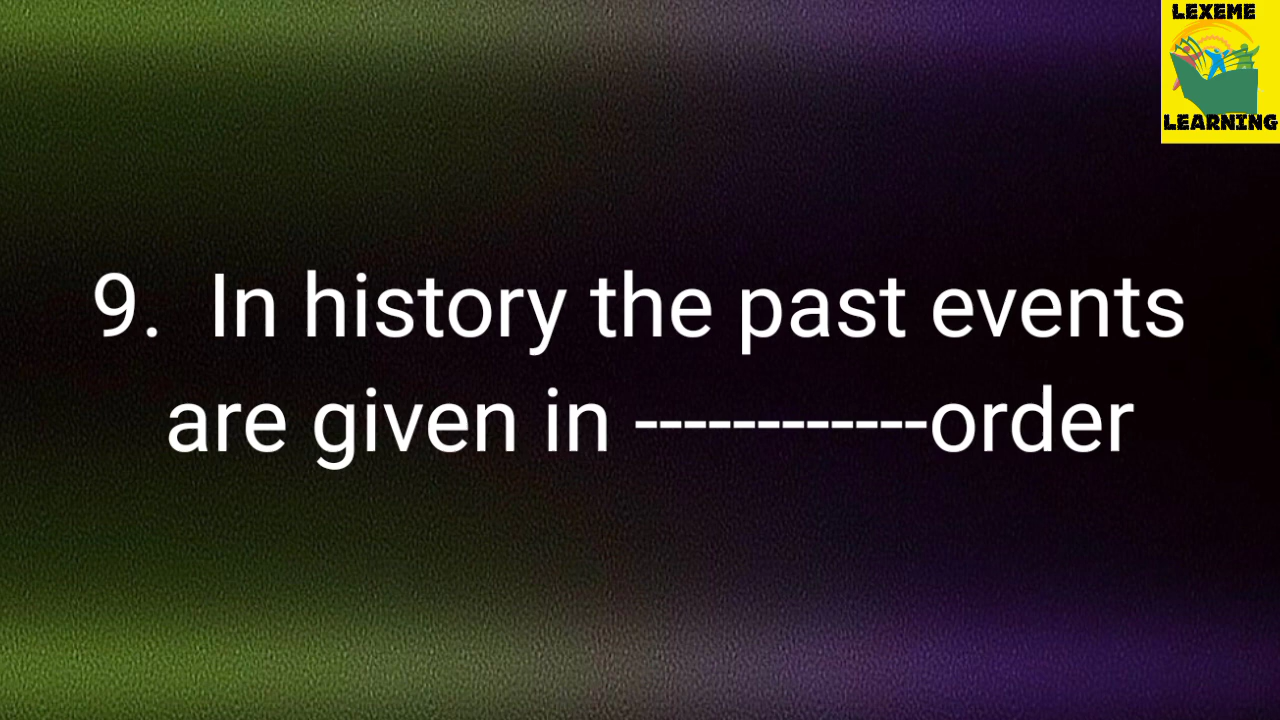 LEXEME
LEARNING
9. In history the past events
are given in ------------order